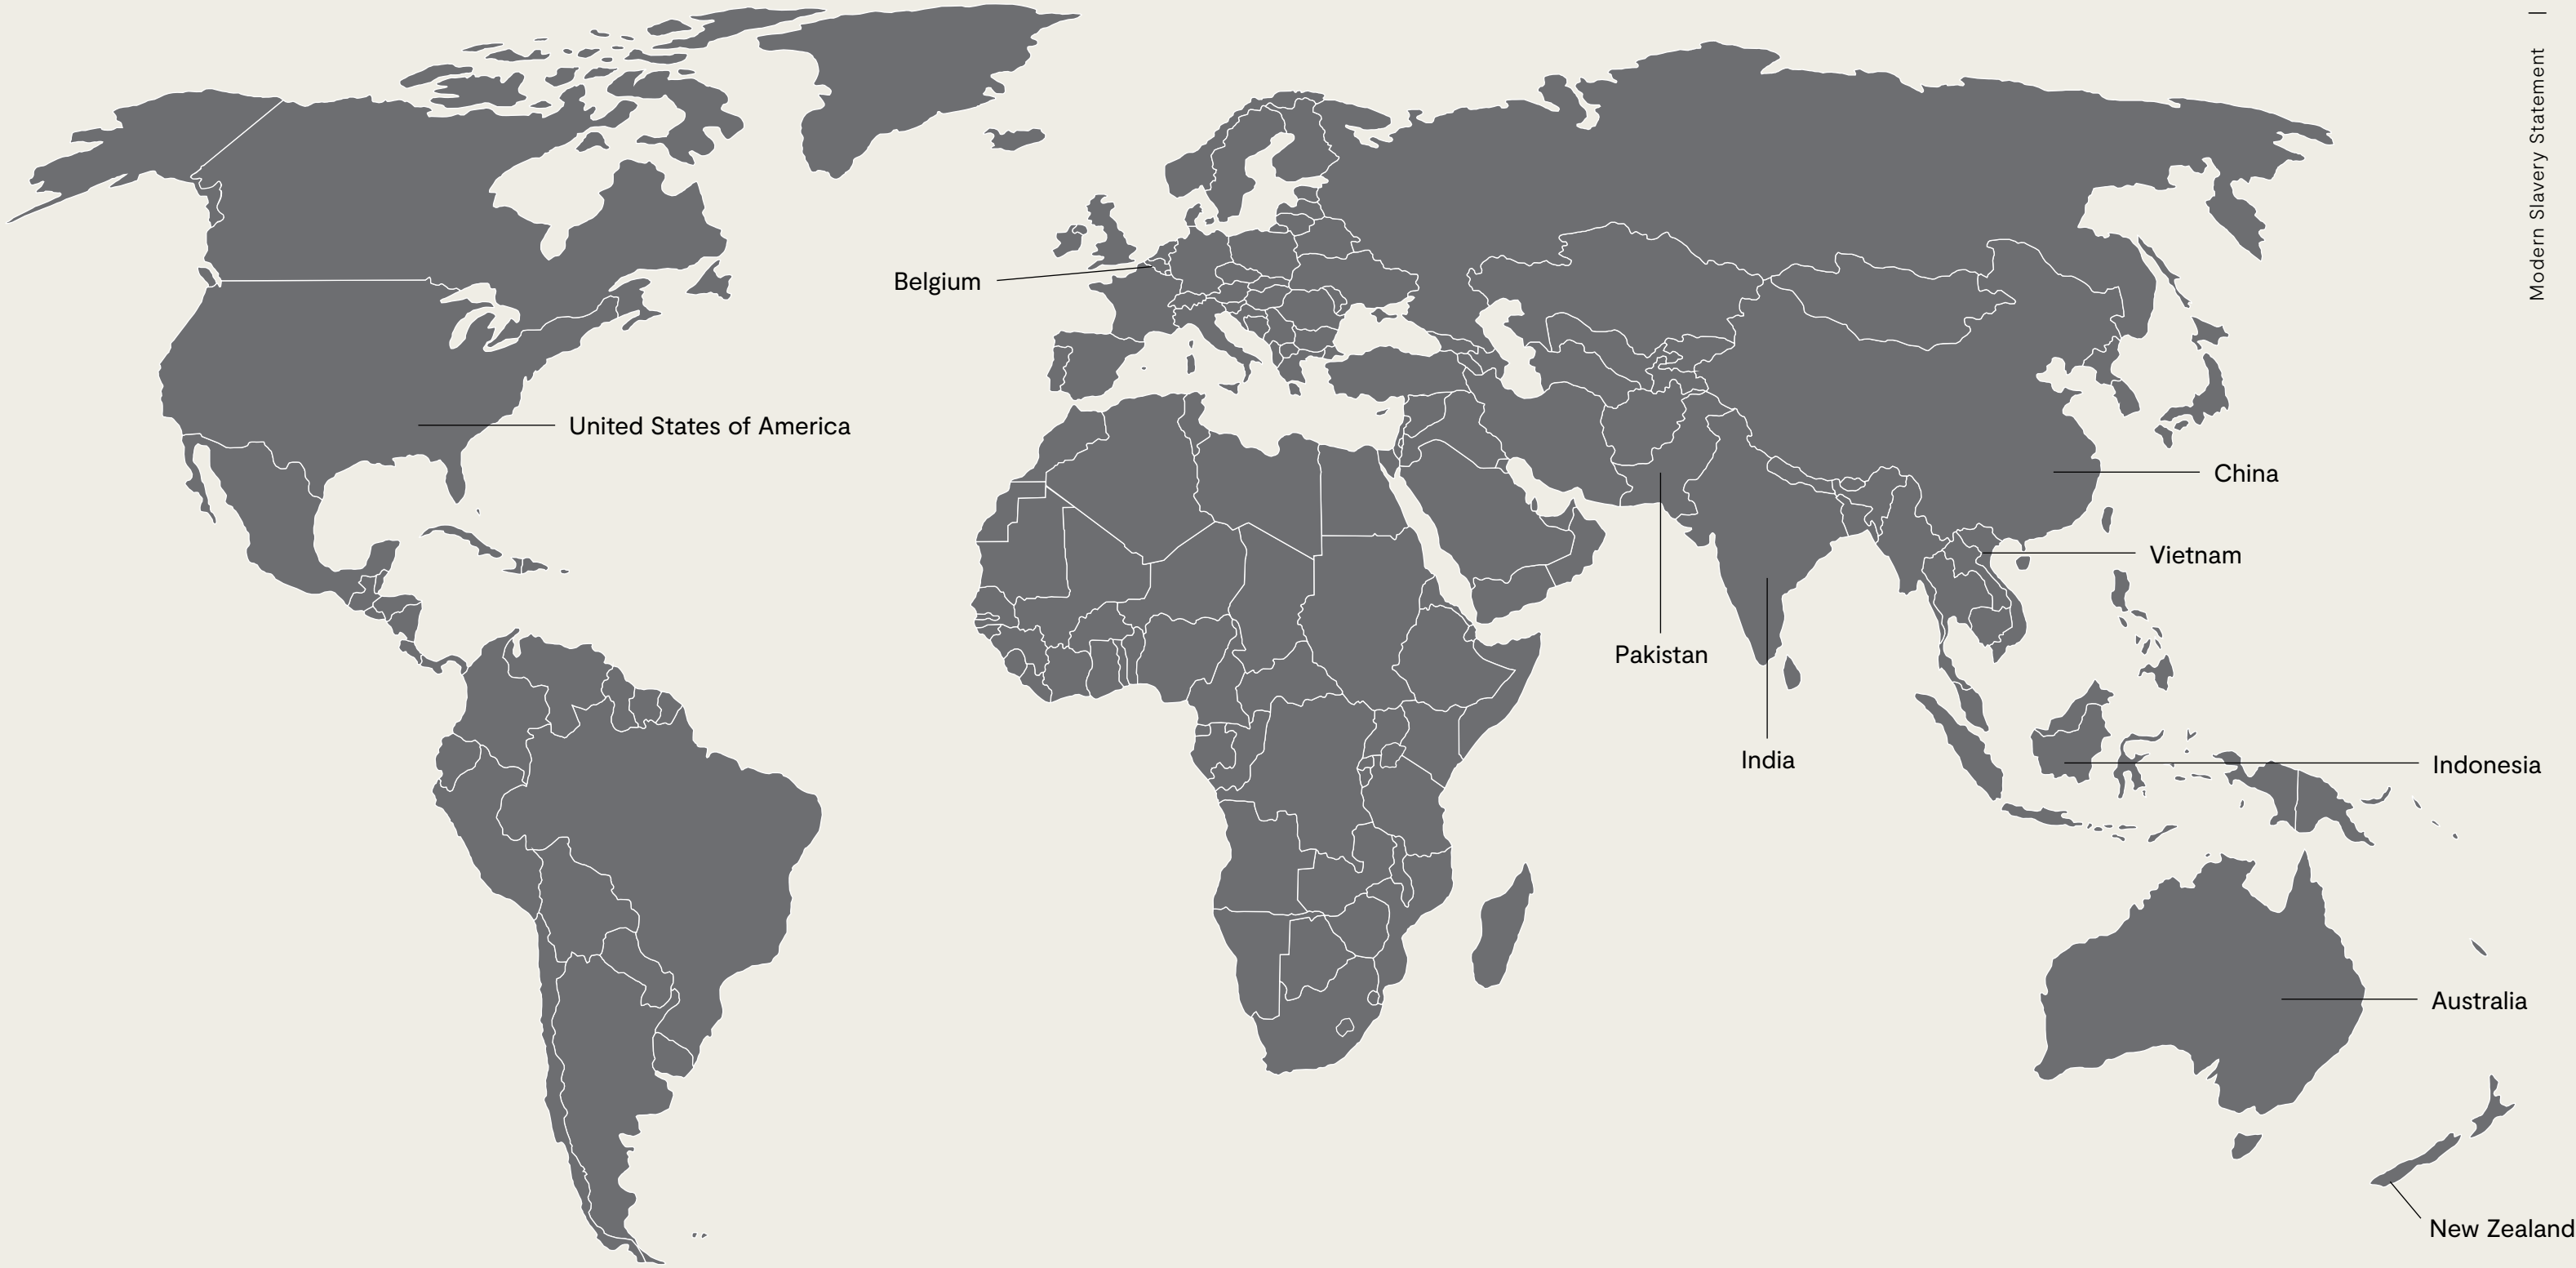 Modern Slavery Statement |
Belgium
United States of America
China
Vietnam
Pakistan
India
Indonesia
Australia
New Zealand